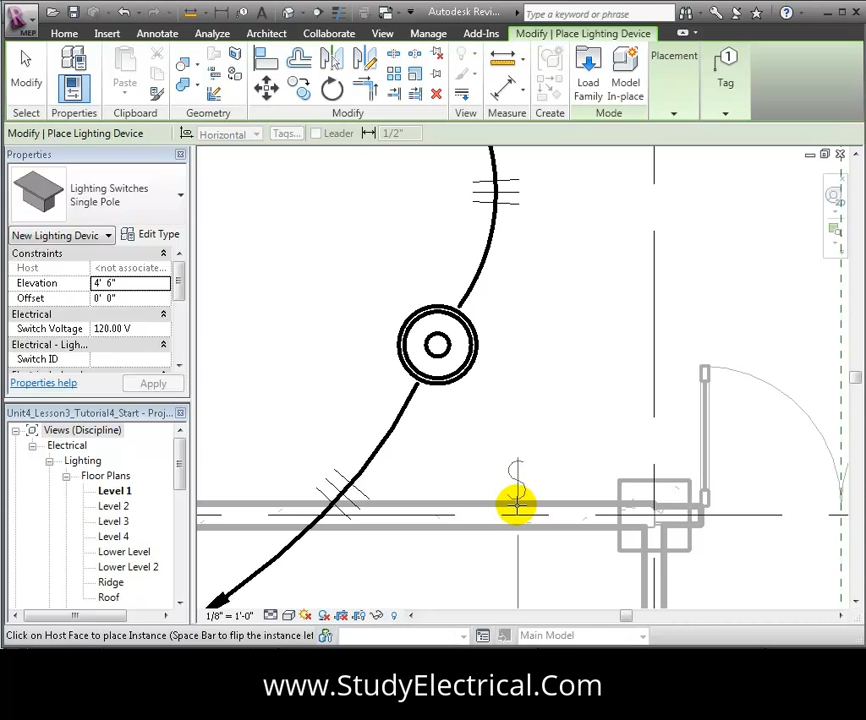 MEP
Autodesk Revi...
Type a keyword or phrase
Home Insert Annotate Analyze Architect Collaborate View Manage Add-Ins Modify | Place Lighting Device
Modify
Paste
Load
Family
Model
In-place
Placement
Tag
Select Properties Clipboard Geometry Modify View Measure Create Mode
Modify | Place Lighting Device
Horizontal
Tags...
Leader
1/2"
Properties
Lighting Switches
Single Pole
New Lighting Devic
Edit Type
Constraints
Host <not associate...
Elevation 4' 6"
Offset 0' 0"
Electrical
Switch Voltage 120.00 V
Electrical - Ligh...
Switch ID
Properties help
Apply
Unit4_Lesson3_Tutorial4_Start - Proj...
Views (Discipline)
Electrical
Lighting
Floor Plans
Level 1
Level 2
Level 3
Level 4
Lower Level
Lower Level 2
Ridge
Roof
$
1/8" = 1'-0"
Click on Host Face to place Instance (Space Bar to flip the instance let
Main Model
www.StudyElectrical.Com